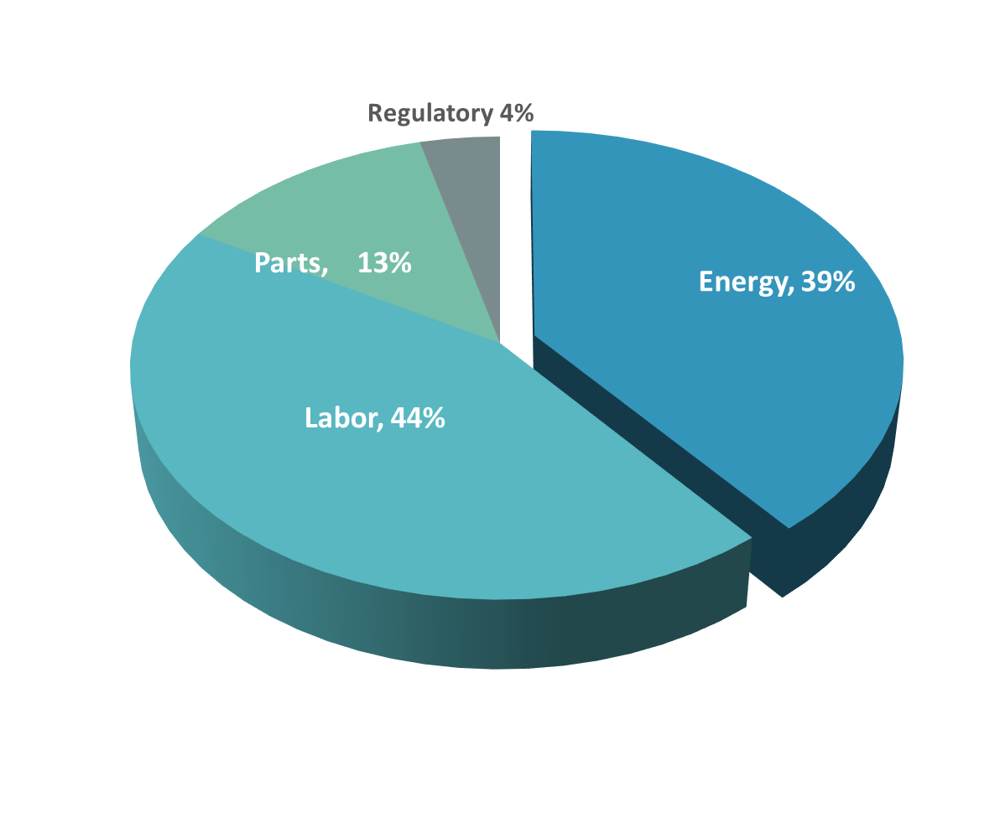 Regulatory 4%
Parts, 13%
Energy, 39%
Labor, 44%